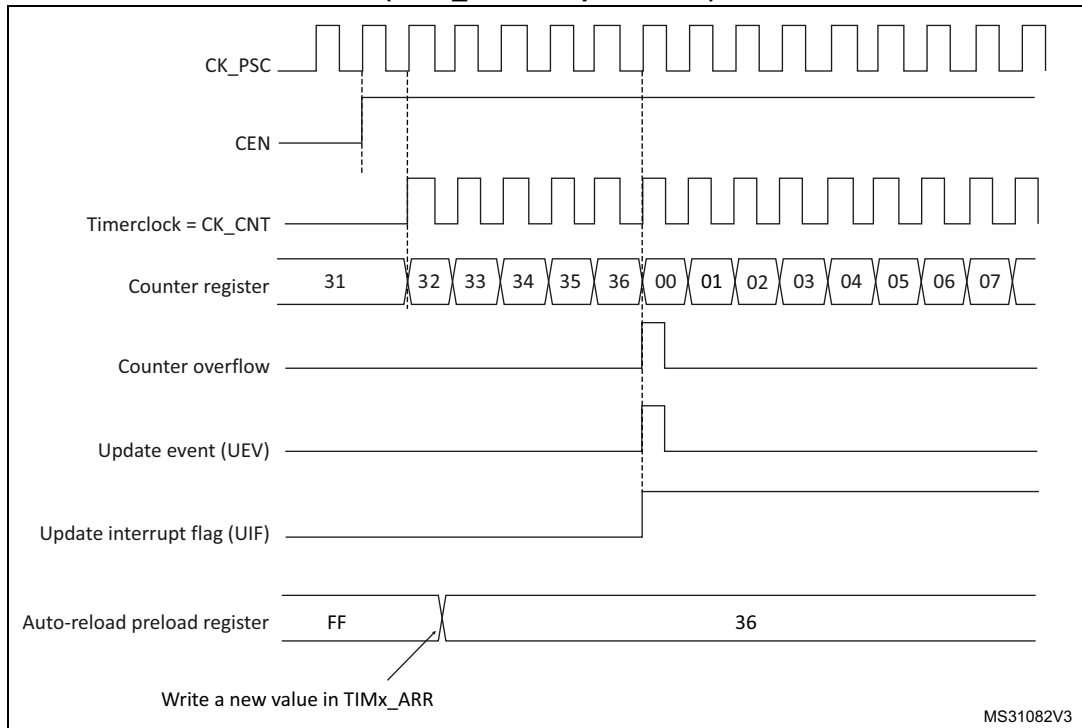 CK_PSC
CEN
Timerclock = CK_CNT
Counter register 31 32 33 34 35 36 00 01 02 03 04 05 06 07
Counter overflow
Update event (UEV)
Update interrupt flag (UIF)
Auto-reload preload register FF 36
Write a new value in TIMx_ARR
MS31082V3